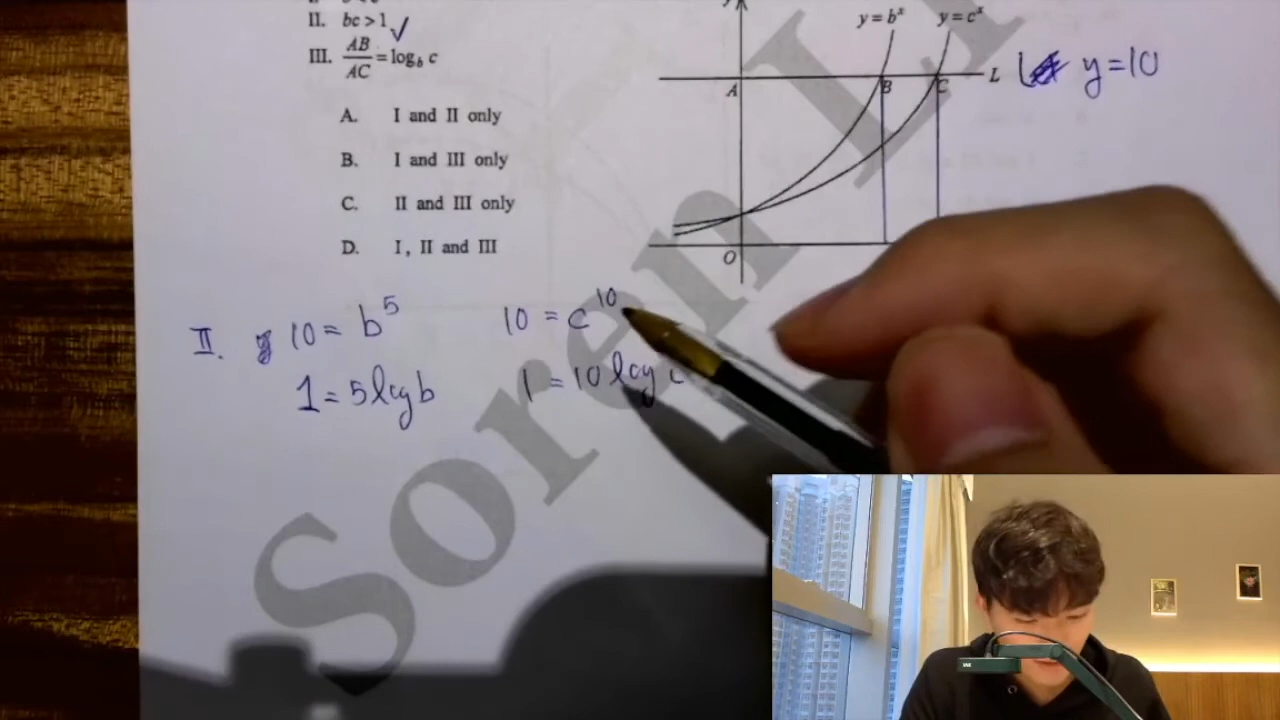 II. bc > 1 ✓
III. AB/AC = log_b c
A. I and II only
B. I and III only
C. II and III only
D. I, II and III
y = b^x
y = c^x
A
B
C
L
y=10
O
II. 10 = b^5
10 = c^10
1 = 5 log b
1 = 10 log c
Soren